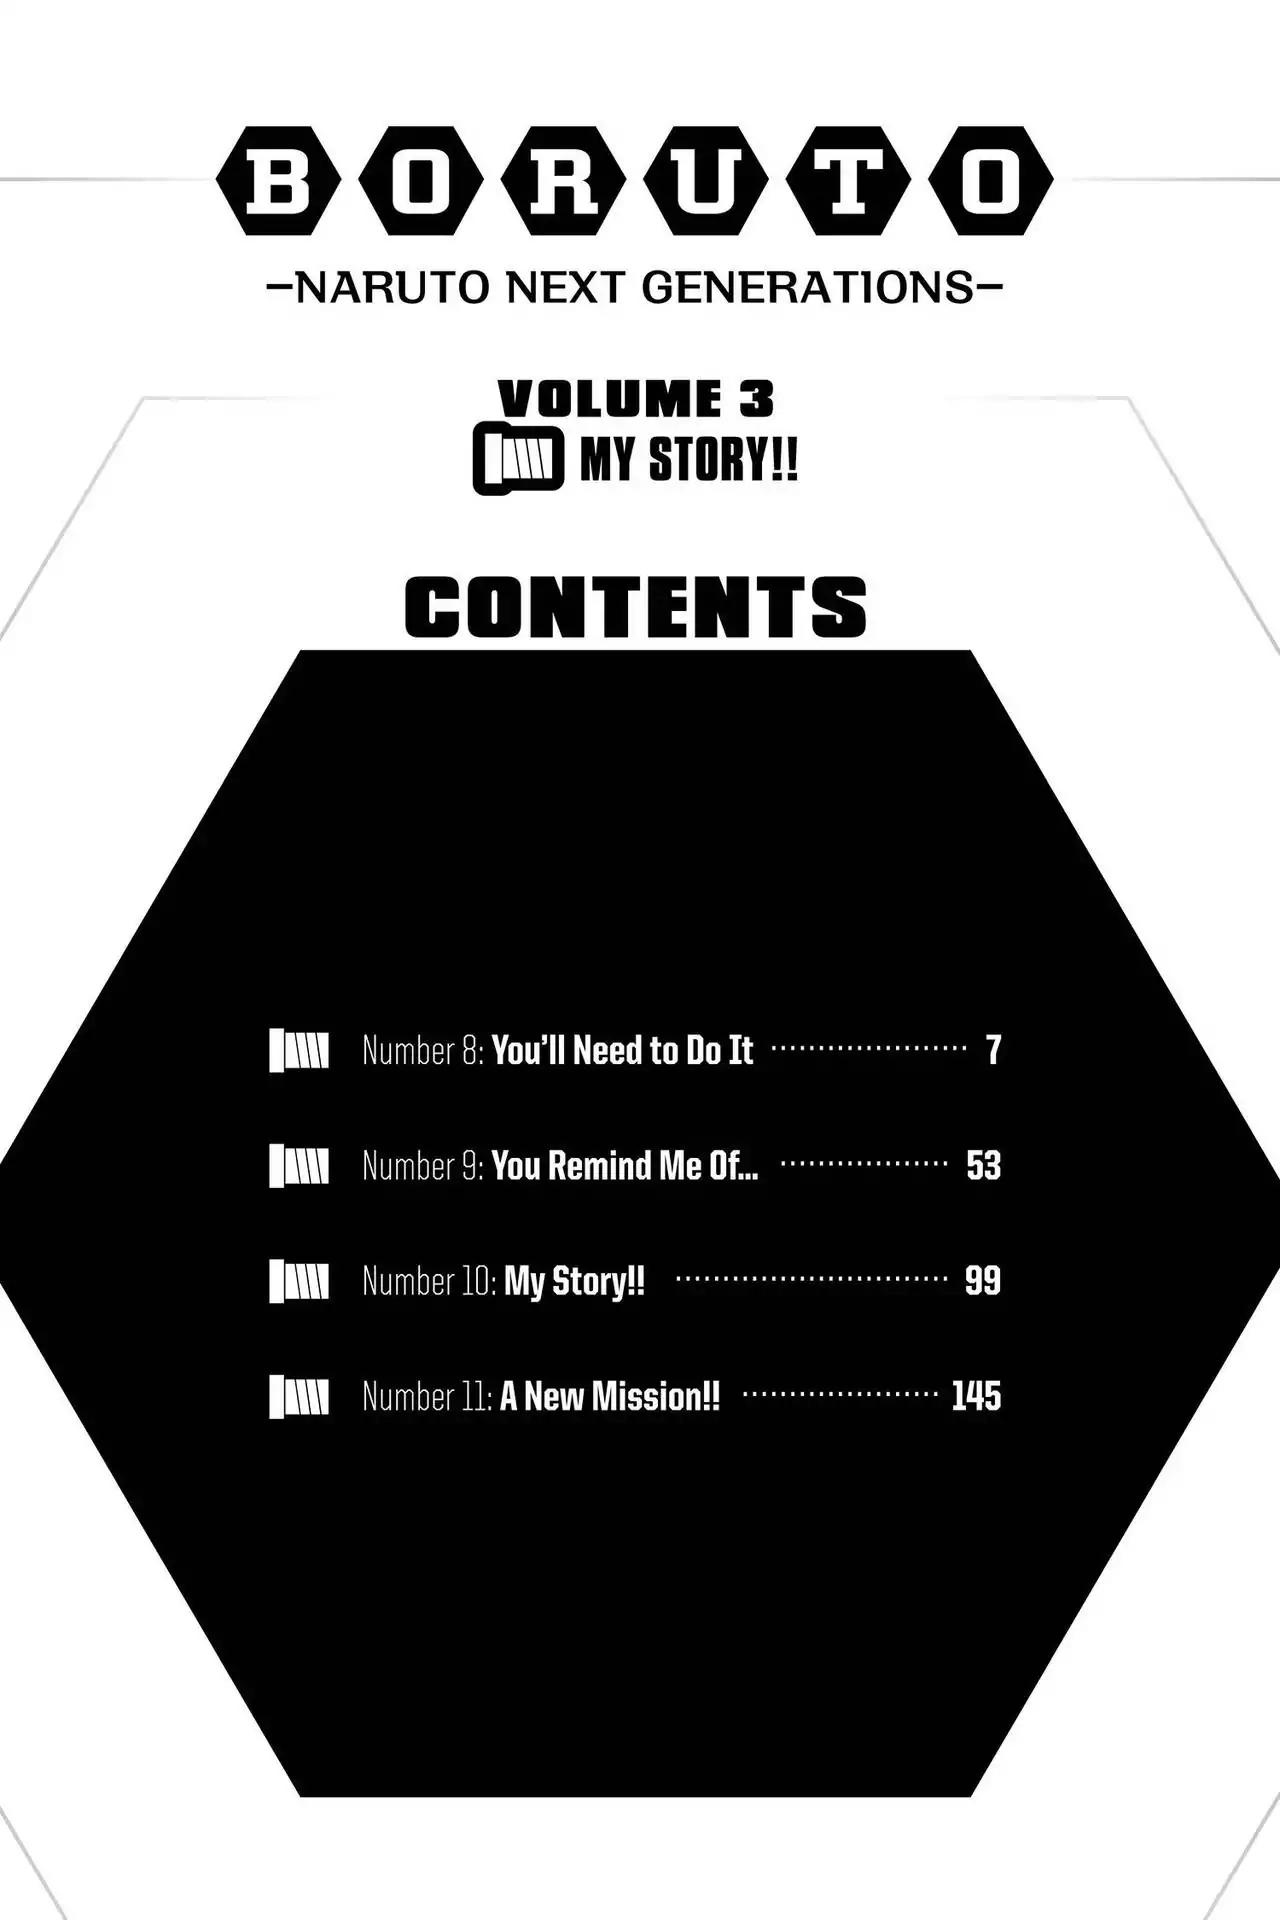 BORUTO
-NARUTO NEXT GENERATIONS-
VOLUME 3
MY STORY!!
CONTENTS
Number 8: You'll Need to Do It ..................... 7
Number 9: You Remind Me Of... .................. 53
Number 10: My Story!! ............................. 99
Number 11: A New Mission!! ..................... 145